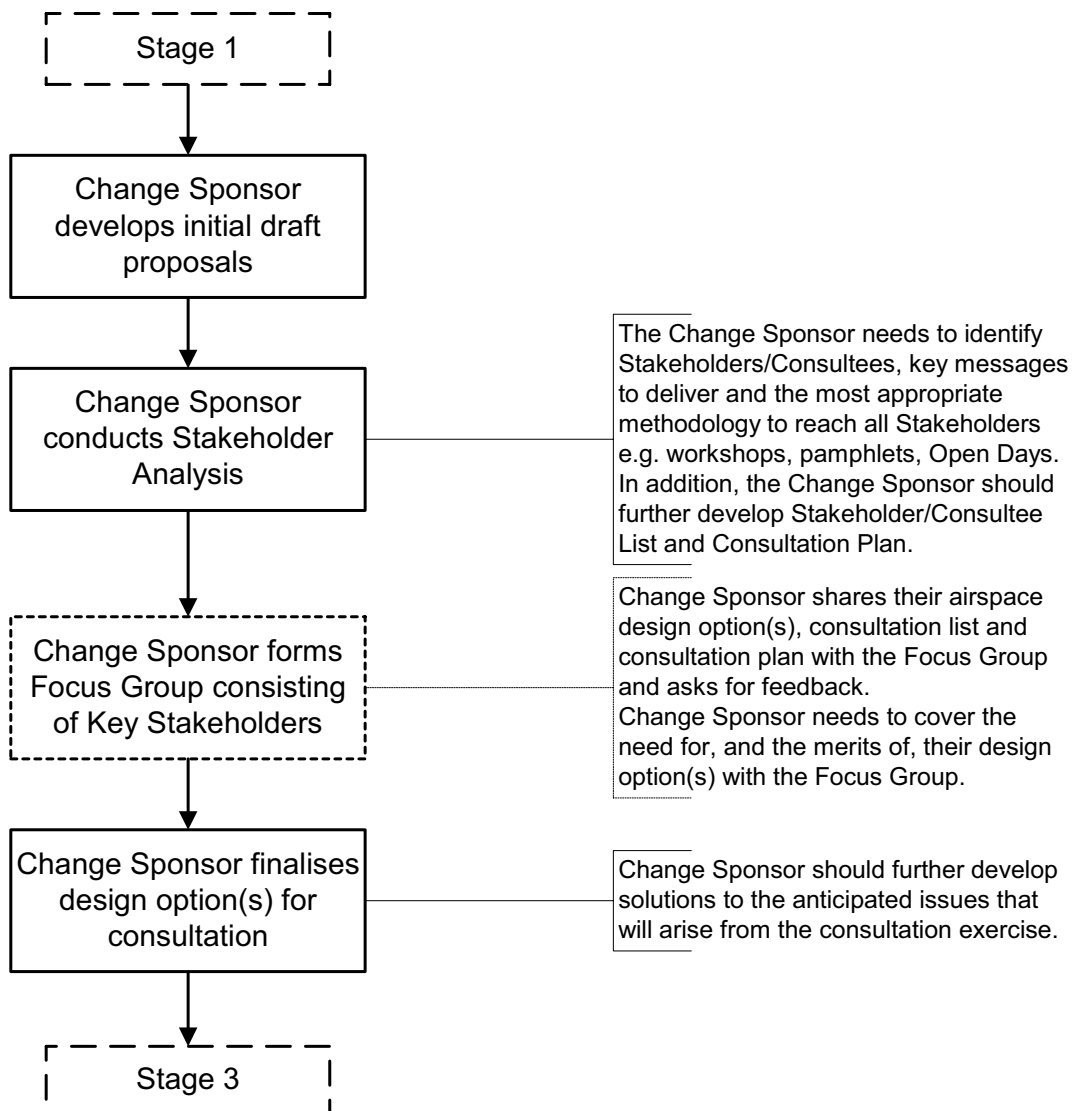 Stage 1
Change Sponsor
develops initial draft
proposals
Change Sponsor
conducts Stakeholder
Analysis
The Change Sponsor needs to identify
Stakeholders/Consultees, key messages
to deliver and the most appropriate
methodology to reach all Stakeholders
e.g. workshops, pamphlets, Open Days.
In addition, the Change Sponsor should
further develop Stakeholder/Consultee
List and Consultation Plan.
Change Sponsor forms
Focus Group consisting
of Key Stakeholders
Change Sponsor shares their airspace
design option(s), consultation list and
consultation plan with the Focus Group
and asks for feedback.
Change Sponsor needs to cover the
need for, and the merits of, their design
option(s) with the Focus Group.
Change Sponsor finalises
design option(s) for
consultation
Change Sponsor should further develop
solutions to the anticipated issues that
will arise from the consultation exercise.
Stage 3